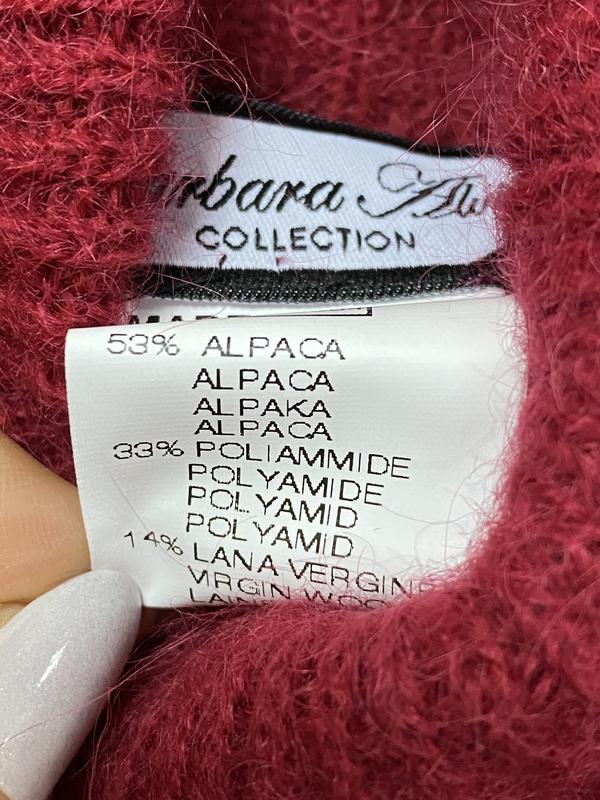 COLLECTION
53% ALPACA
ALPACA
ALPAKA
ALPACA
33% POLIAMMIDE
POLYAMIDE
POLYAMID
POLYAMID
14% LANA VERGINE
VIRGIN WOOL